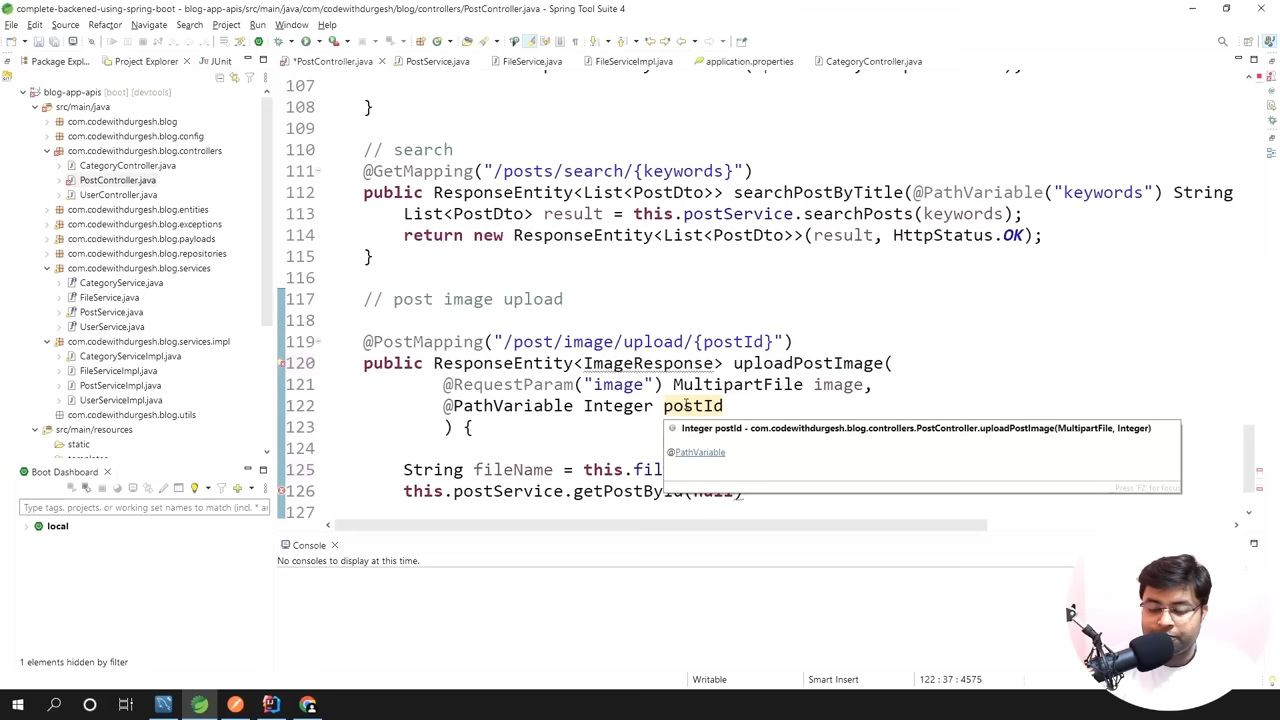 complete-backened-using-spring-boot - blog-app-apis/src/main/java/com/codewithdurgesh/blog/controllers/PostController.java - Spring Tool Suite 4
File Edit Source Refactor Navigate Search Project Run Window Help
Package Expl... Project Explorer JUnit
*PostController.java PostService.java FileService.java FileServiceImpl.java application.properties CategoryController.java
blog-app-apis [boot] [devtools]
src/main/java
com.codewithdurgesh.blog
com.codewithdurgesh.blog.config
com.codewithdurgesh.blog.controllers
CategoryController.java
PostController.java
UserController.java
com.codewithdurgesh.blog.entities
com.codewithdurgesh.blog.exceptions
com.codewithdurgesh.blog.payloads
com.codewithdurgesh.blog.repositories
com.codewithdurgesh.blog.services
CategoryService.java
FileService.java
PostService.java
UserService.java
com.codewithdurgesh.blog.services.impl
CategoryServiceImpl.java
FileServiceImpl.java
PostServiceImpl.java
UserServiceImpl.java
com.codewithdurgesh.blog.utils
src/main/resources
static
Boot Dashboard
Type tags, projects, or working set names to match (incl. * ar
local
1 elements hidden by filter
107
108 }
109
110 // search
111 @GetMapping("/posts/search/{keywords}")
112 public ResponseEntity<List<PostDto>> searchPostByTitle(@PathVariable("keywords") String
113 List<PostDto> result = this.postService.searchPosts(keywords);
114 return new ResponseEntity<List<PostDto>>(result, HttpStatus.OK);
115 }
116
117 // post image upload
118
119 @PostMapping("/post/image/upload/{postId}")
120 public ResponseEntity<ImageResponse> uploadPostImage(
121 @RequestParam("image") MultipartFile image,
122 @PathVariable Integer postId
123 ) {
124
125 String fileName = this.fil
126 this.postService.getPostById(null)
127
Integer postId - com.codewithdurgesh.blog.controllers.PostController.uploadPostImage(MultipartFile, Integer)
@PathVariable
Press 'F2' for focus
Console
No consoles to display at this time.
Writable Smart Insert 122 : 37 : 4575